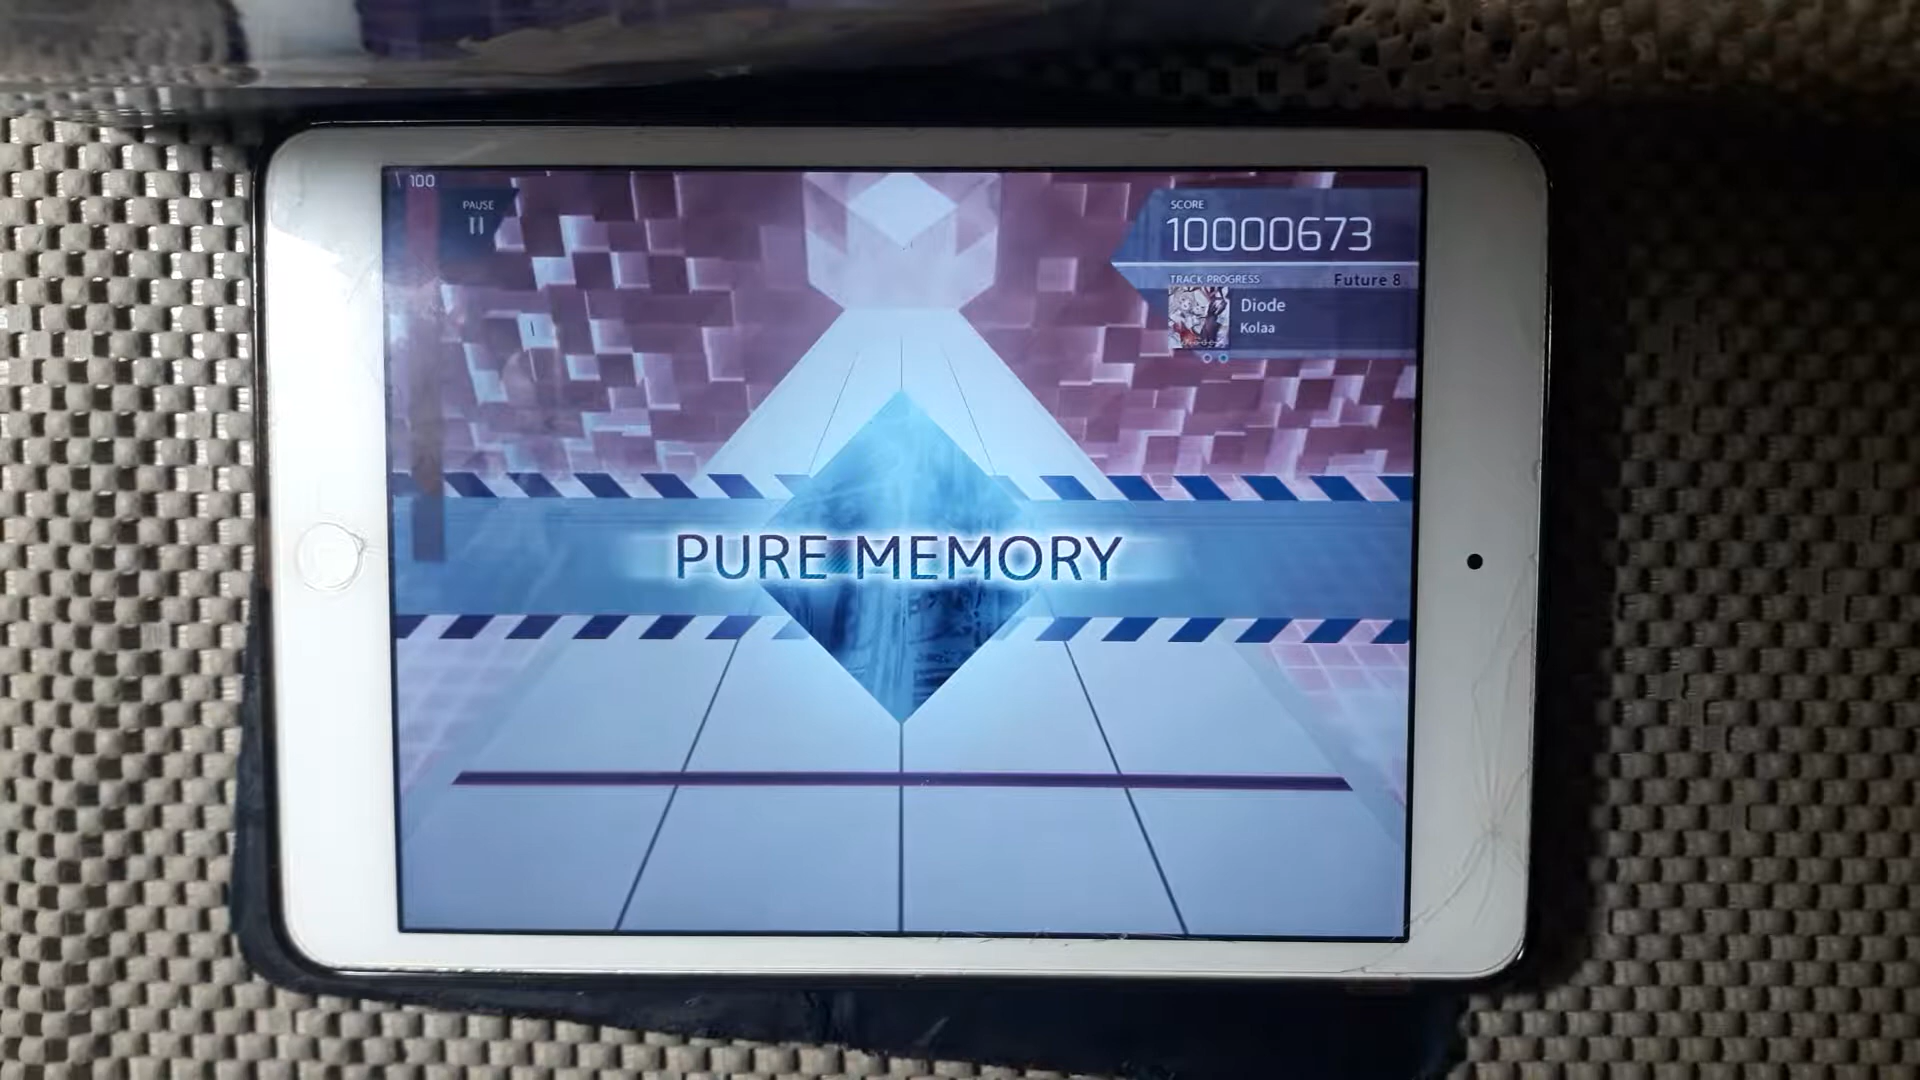 100
PAUSE
SCORE
10000673
TRACK PROGRESS
Future 8
Diode
Kolaa
PURE MEMORY